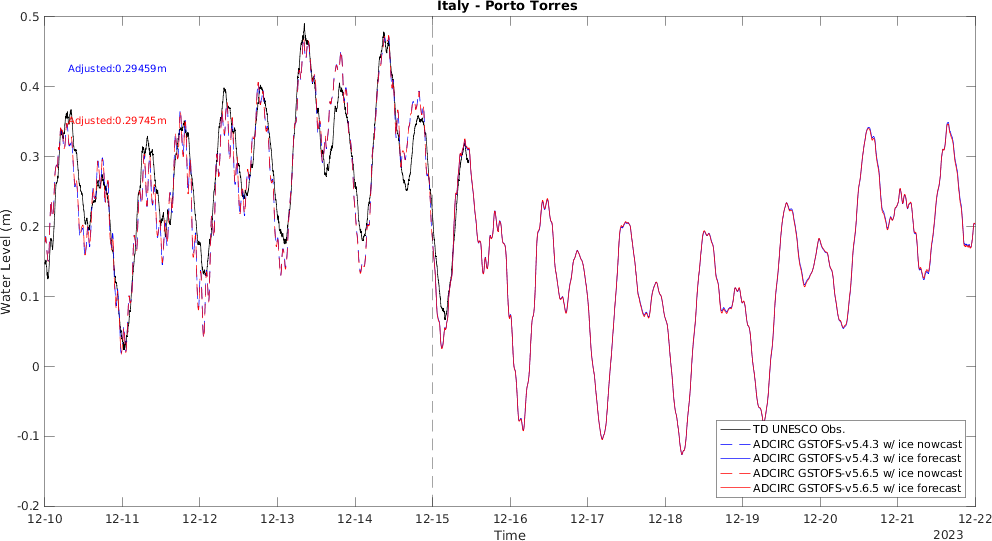 Italy - Porto Torres
0.5
0.4
0.3
0.2
0.1
0
-0.1
-0.2
Water Level (m)
Adjusted:0.29459m
Adjusted:0.29745m
TD UNESCO Obs.
ADCIRC GSTOFS-v5.4.3 w/ ice nowcast
ADCIRC GSTOFS-v5.4.3 w/ ice forecast
ADCIRC GSTOFS-v5.6.5 w/ ice nowcast
ADCIRC GSTOFS-v5.6.5 w/ ice forecast
12-10 12-11 12-12 12-13 12-14 12-15 12-16 12-17 12-18 12-19 12-20 12-21 12-22
Time
2023